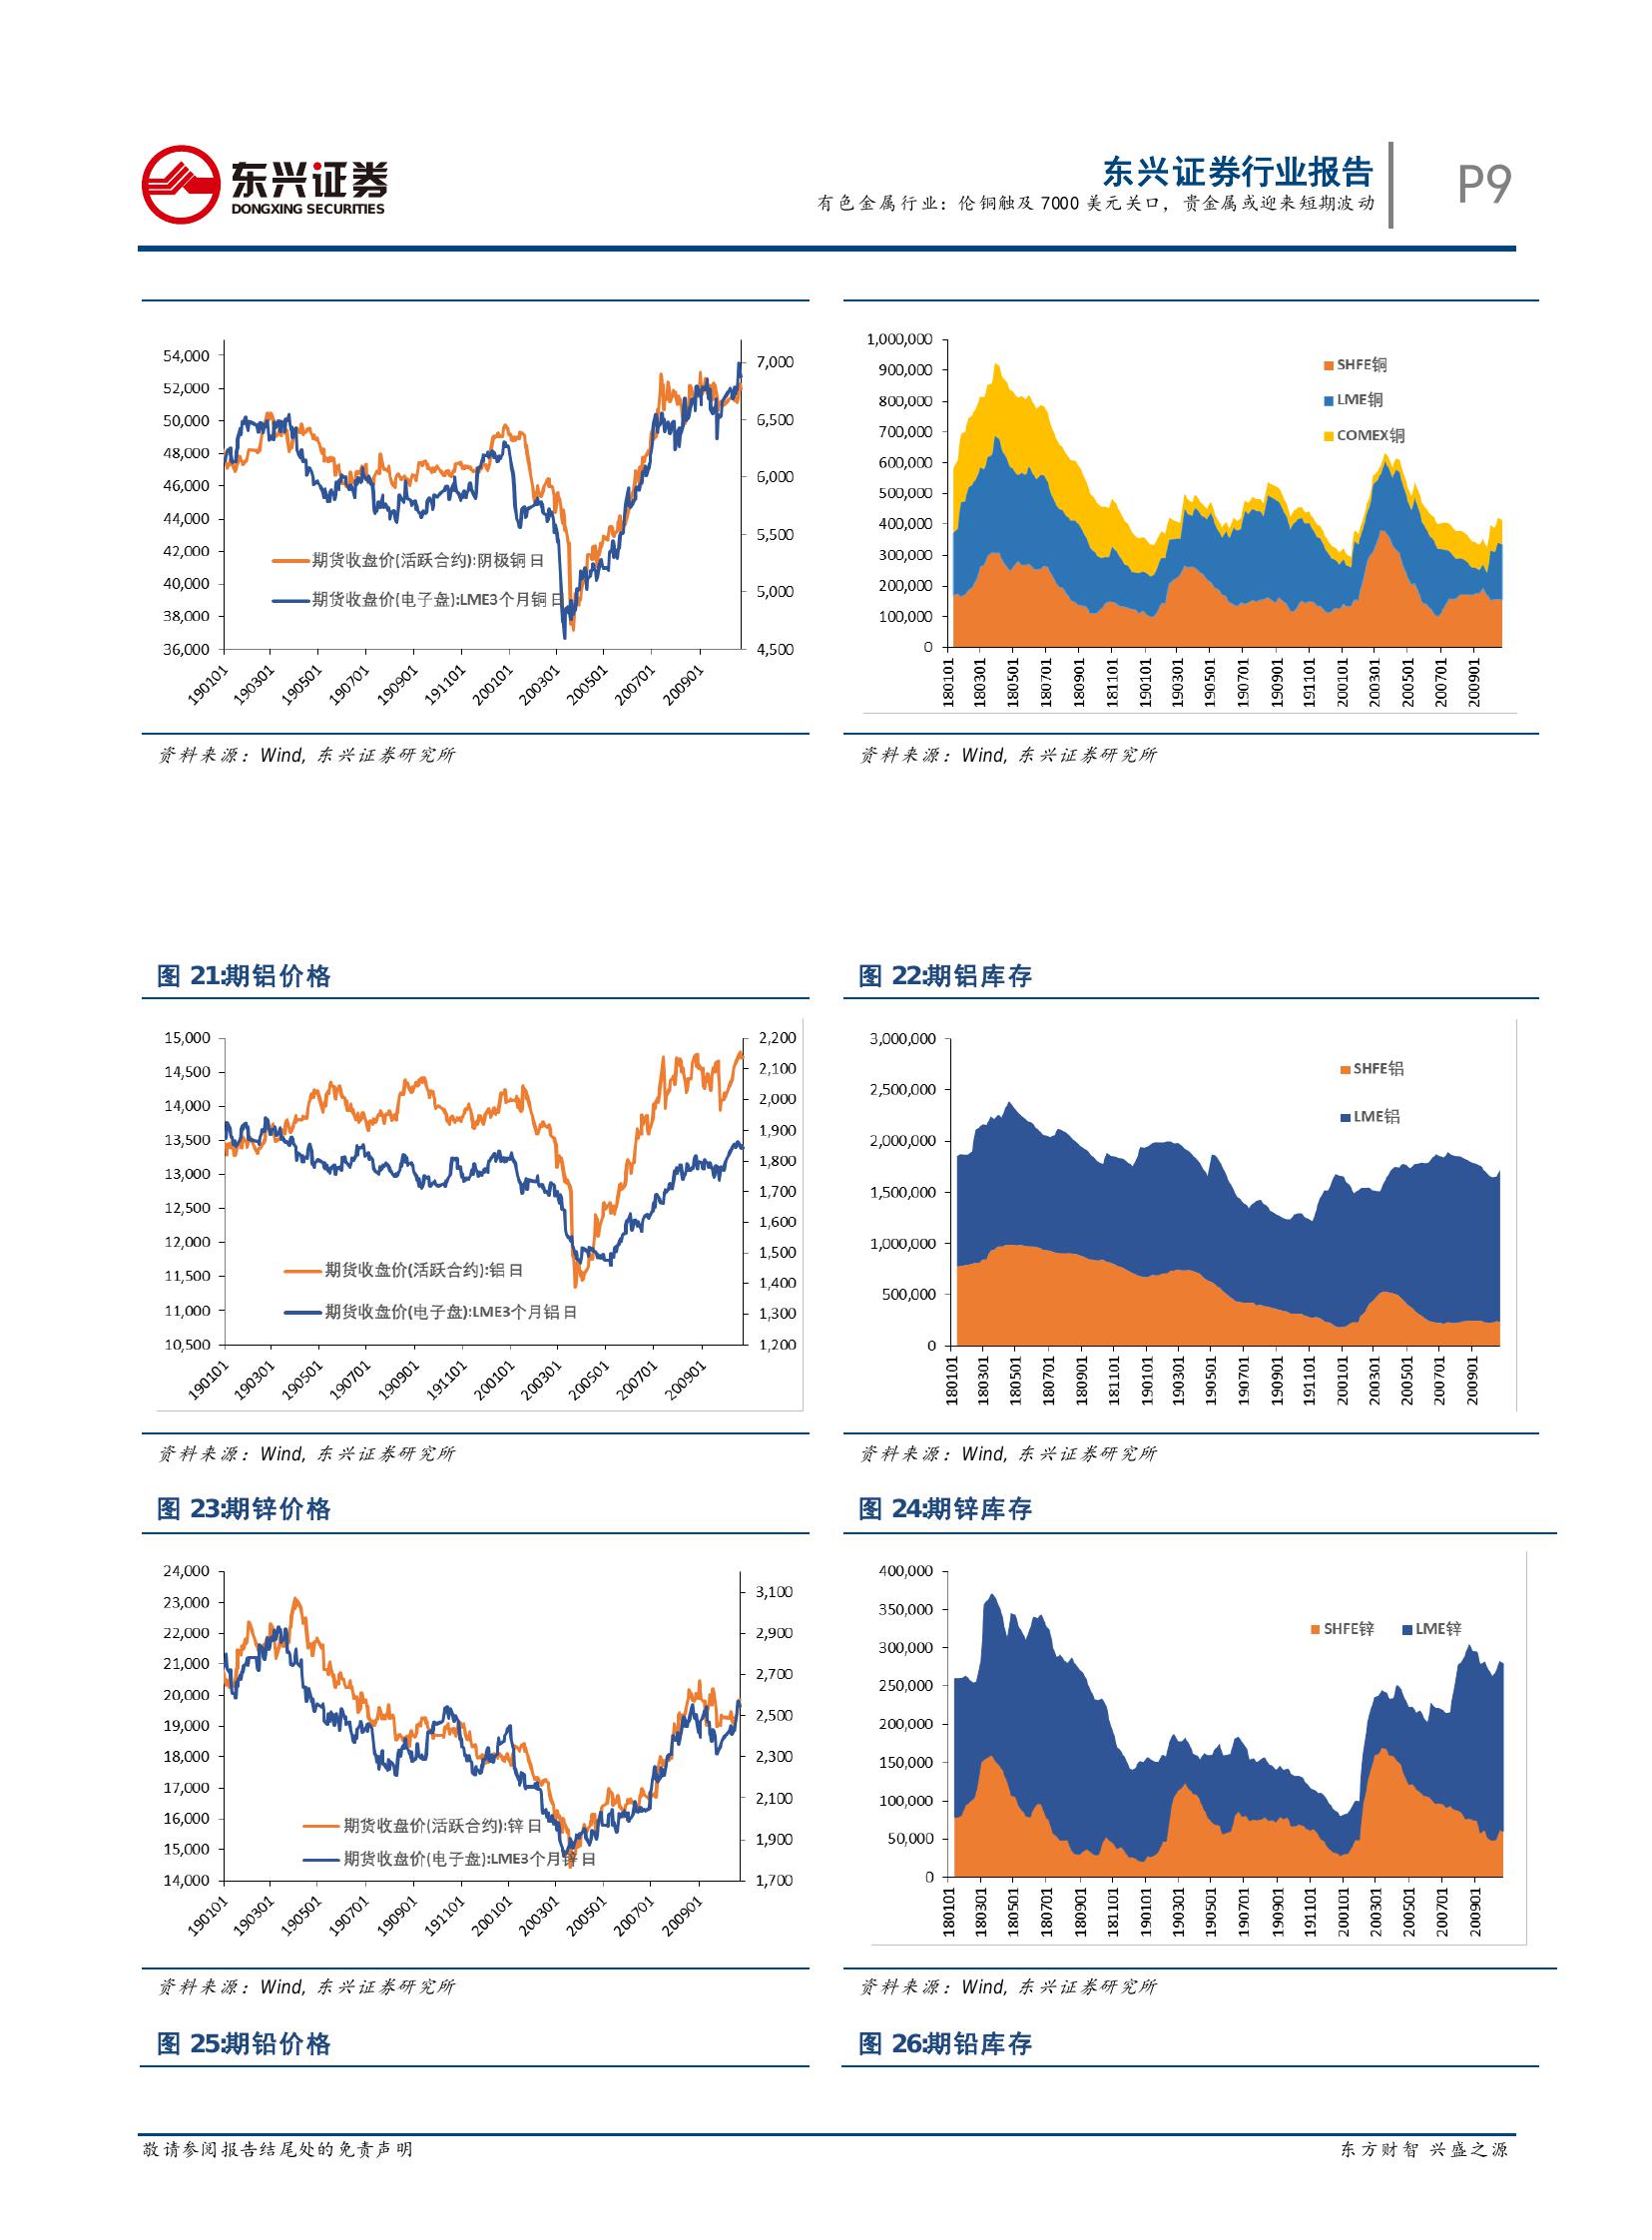 东兴证券
DONGXING SECURITIES
东兴证券行业报告
有色金属行业：伦铜触及 7000 美元关口，贵金属或迎来短期波动
P9
54,000
52,000
50,000
48,000
46,000
44,000
42,000
40,000
38,000
36,000
7,000
6,500
6,000
5,500
5,000
4,500
期货收盘价(活跃合约):阴极铜 日
期货收盘价(电子盘):LME3个月铜 日
190101 190301 190501 190701 190901 191101 200101 200301 200501 200701 200901
资料来源：Wind, 东兴证券研究所
1,000,000
900,000
800,000
700,000
600,000
500,000
400,000
300,000
200,000
100,000
0
SHFE铜
LME铜
COMEX铜
180101 180301 180501 180701 180901 181101 190101 190301 190501 190701 190901 191101 200101 200301 200501 200701 200901
资料来源：Wind, 东兴证券研究所
图 21:期铝价格
15,000
14,500
14,000
13,500
13,000
12,500
12,000
11,500
11,000
10,500
2,200
2,100
2,000
1,900
1,800
1,700
1,600
1,500
1,400
1,300
1,200
期货收盘价(活跃合约):铝 日
期货收盘价(电子盘):LME3个月铝 日
190101 190301 190501 190701 190901 191101 200101 200301 200501 200701 200901
资料来源：Wind, 东兴证券研究所
图 22:期铝库存
3,000,000
2,500,000
2,000,000
1,500,000
1,000,000
500,000
0
SHFE铝
LME铝
180101 180301 180501 180701 180901 181101 190101 190301 190501 190701 190901 191101 200101 200301 200501 200701 200901
资料来源：Wind, 东兴证券研究所
图 23:期锌价格
24,000
23,000
22,000
21,000
20,000
19,000
18,000
17,000
16,000
15,000
14,000
3,100
2,900
2,700
2,500
2,300
2,100
1,900
1,700
期货收盘价(活跃合约):锌 日
期货收盘价(电子盘):LME3个月锌 日
190101 190301 190501 190701 190901 191101 200101 200301 200501 200701 200901
资料来源：Wind, 东兴证券研究所
图 24:期锌库存
400,000
350,000
300,000
250,000
200,000
150,000
100,000
50,000
0
SHFE锌 LME锌
180101 180301 180501 180701 180901 181101 190101 190301 190501 190701 190901 191101 200101 200301 200501 200701 200901
资料来源：Wind, 东兴证券研究所
图 25:期铅价格
图 26:期铅库存
敬请参阅报告结尾处的免责声明
东方财智 兴盛之源